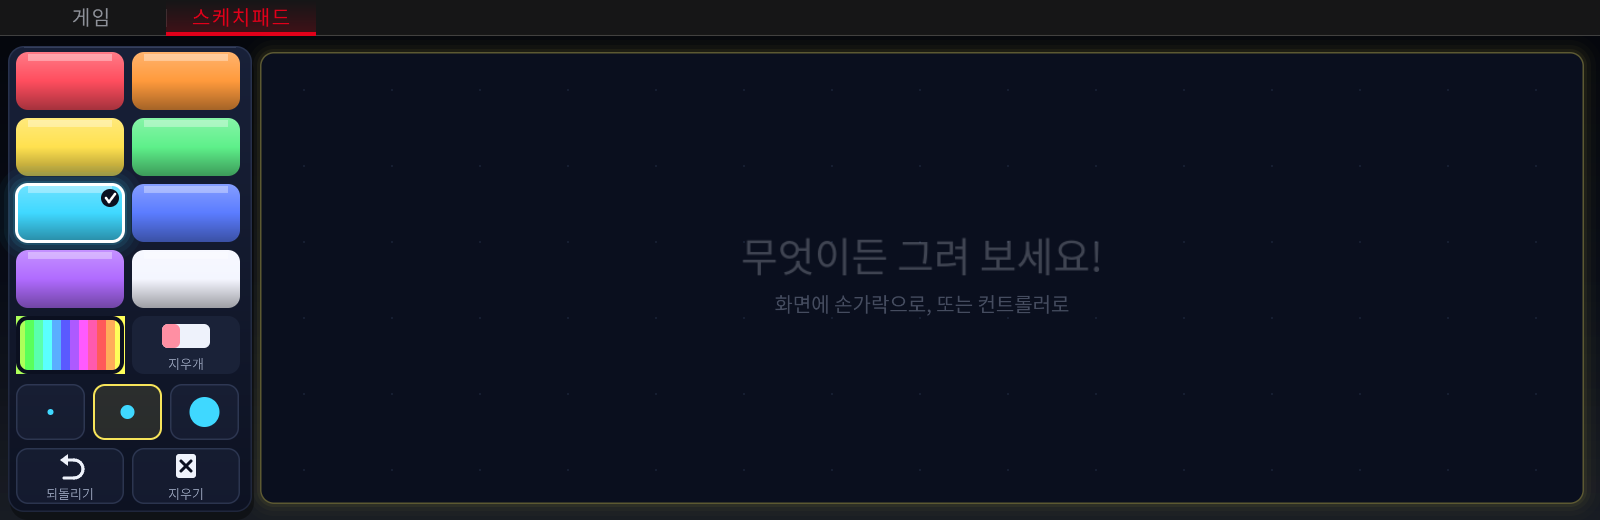 게임
스케치패드
무엇이든 그려 보세요!
화면에 손가락으로, 또는 컨트롤러로
지우개
되돌리기
지우기